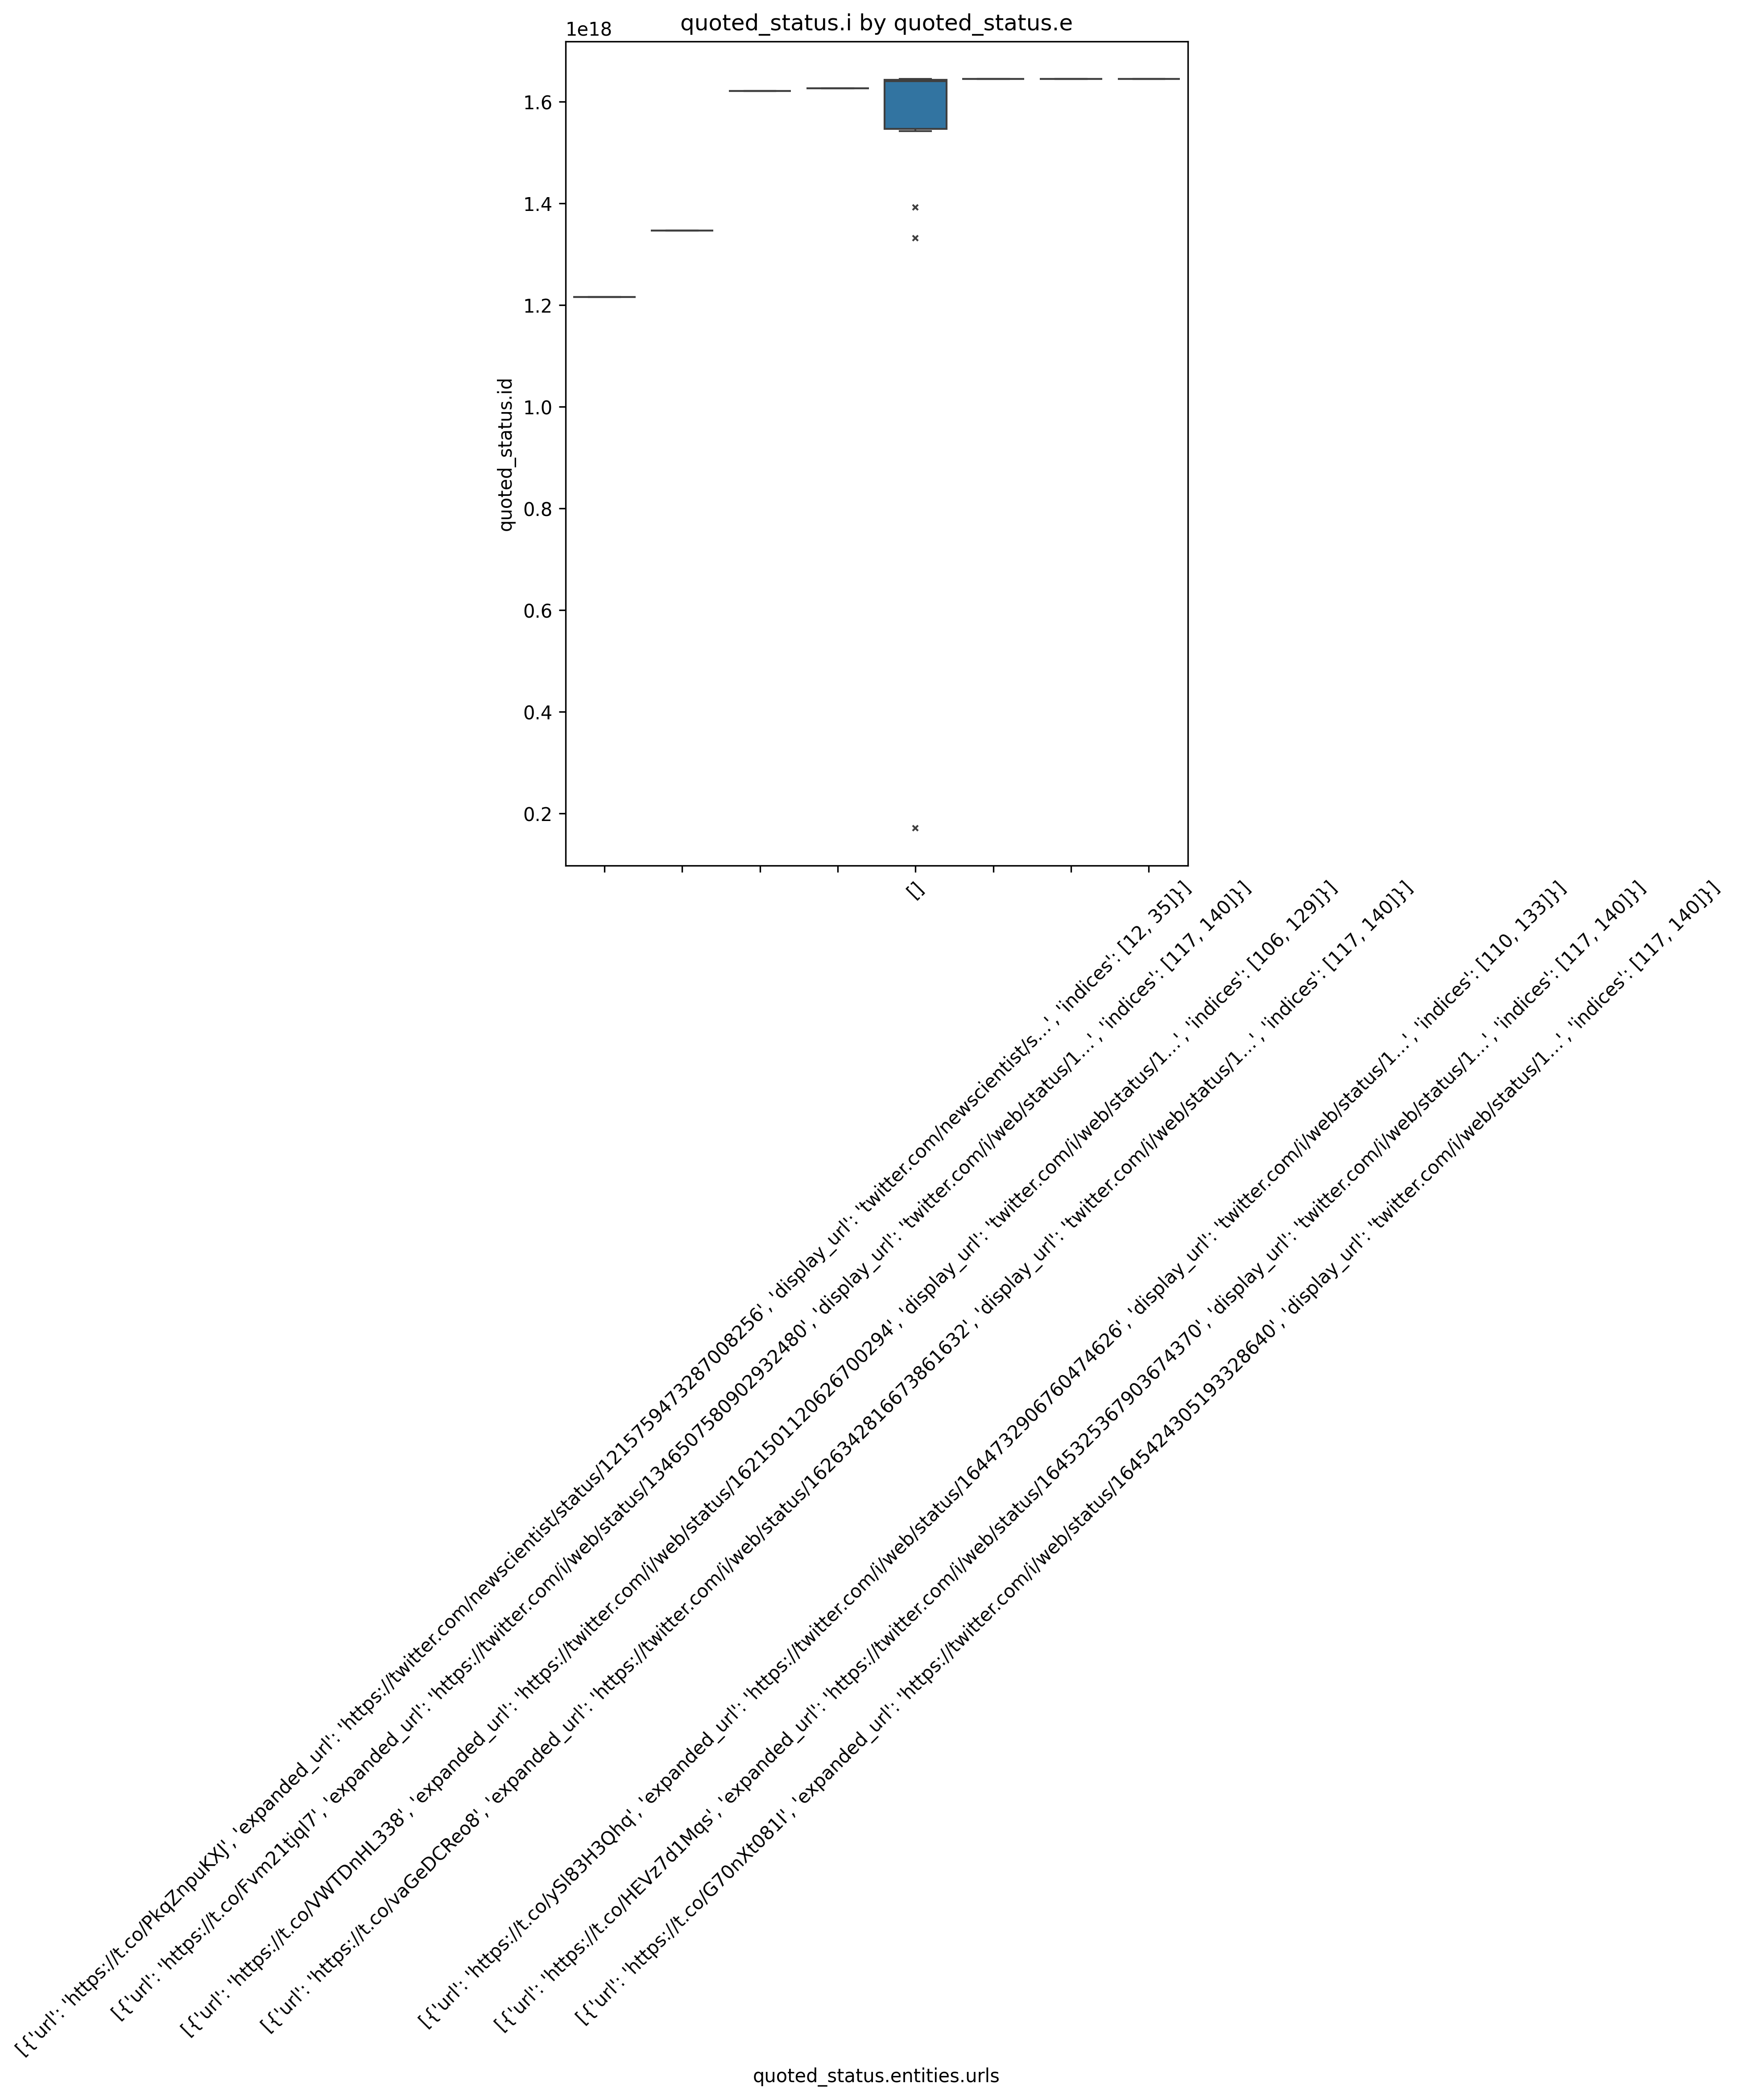 quoted_status.i by quoted_status.e
1e18
1.6
1.4
1.2
1.0
0.8
0.6
0.4
0.2
quoted_status.id
[{'url': 'https://t.co/PkqZnpuKXJ', 'expanded_url': 'https://twitter.com/newscientist/status/1215759473287008256', 'display_url': 'twitter.com/newscientist/s…', 'indices': [12, 35]}]
[{'url': 'https://t.co/Fvm21tjql7', 'expanded_url': 'https://twitter.com/i/web/status/1346507580902932480', 'display_url': 'twitter.com/i/web/status/1…', 'indices': [117, 140]}]
[{'url': 'https://t.co/VWTDnHL338', 'expanded_url': 'https://twitter.com/i/web/status/1621501120626700294', 'display_url': 'twitter.com/i/web/status/1…', 'indices': [106, 129]}]
[{'url': 'https://t.co/vaGeDCReo8', 'expanded_url': 'https://twitter.com/i/web/status/1626342816673861632', 'display_url': 'twitter.com/i/web/status/1…', 'indices': [117, 140]}]
[]
[{'url': 'https://t.co/ySl83H3Qhq', 'expanded_url': 'https://twitter.com/i/web/status/1644732906760474626', 'display_url': 'twitter.com/i/web/status/1…', 'indices': [110, 133]}]
[{'url': 'https://t.co/HEVz7d1Mqs', 'expanded_url': 'https://twitter.com/i/web/status/1645325367903674370', 'display_url': 'twitter.com/i/web/status/1…', 'indices': [117, 140]}]
[{'url': 'https://t.co/G70nXt081l', 'expanded_url': 'https://twitter.com/i/web/status/1645424305193328640', 'display_url': 'twitter.com/i/web/status/1…', 'indices': [117, 140]}]
quoted_status.entities.urls